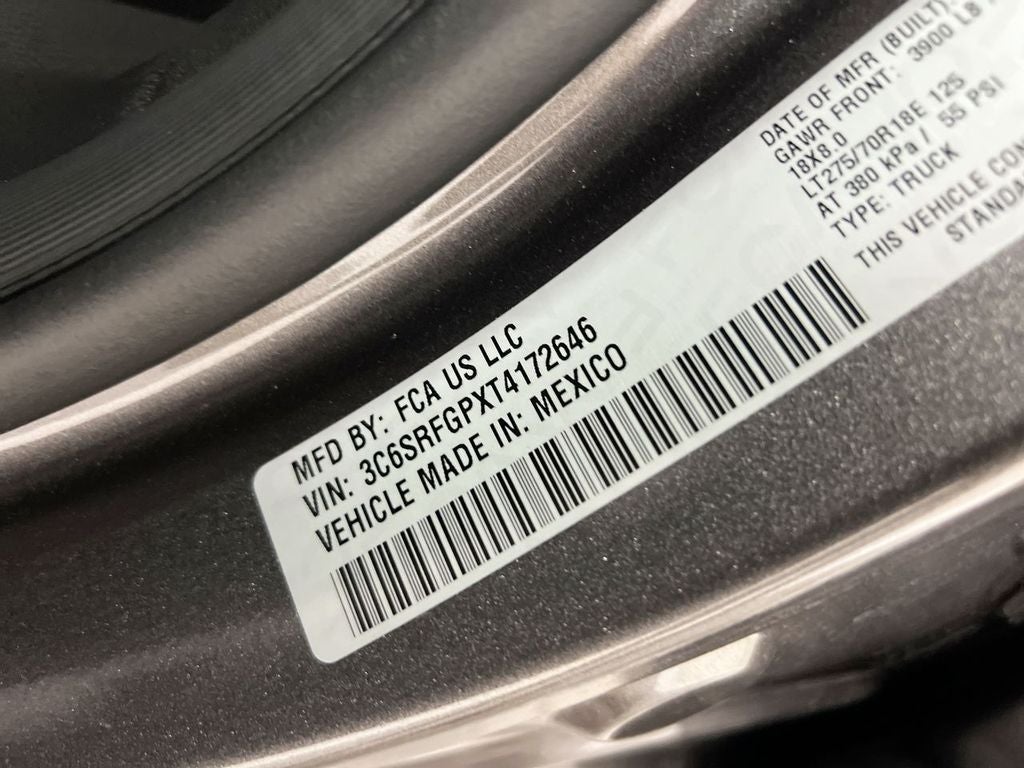 MFD BY: FCA US LLC
VIN: 3C6SRFGPXT4172646
VEHICLE MADE IN: MEXICO
DATE OF MFR (BUILT):
GAWR FRONT: 3900 LB
18X8.0
LT275/70R18E 125
AT 380 kPa / 55 PSI
TYPE: TRUCK
THIS VEHICLE CON
STANDA